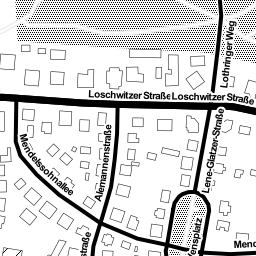 Lothringer Weg
Loschwitzer Straße
Loschwitzer Straße
Mendelssohnallee
Alemannenstraße
Lene-Glatzer-Straße